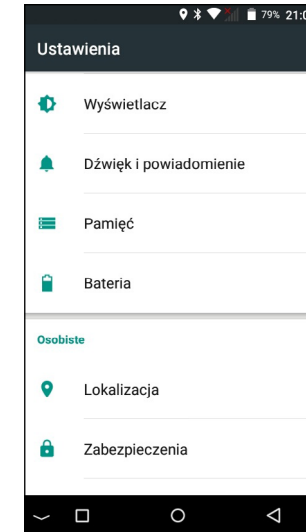 79% 21:0
Ustawienia
Wyświetlacz
Dźwięk i powiadomienie
Pamięć
Bateria
Osobiste
Lokalizacja
Zabezpieczenia